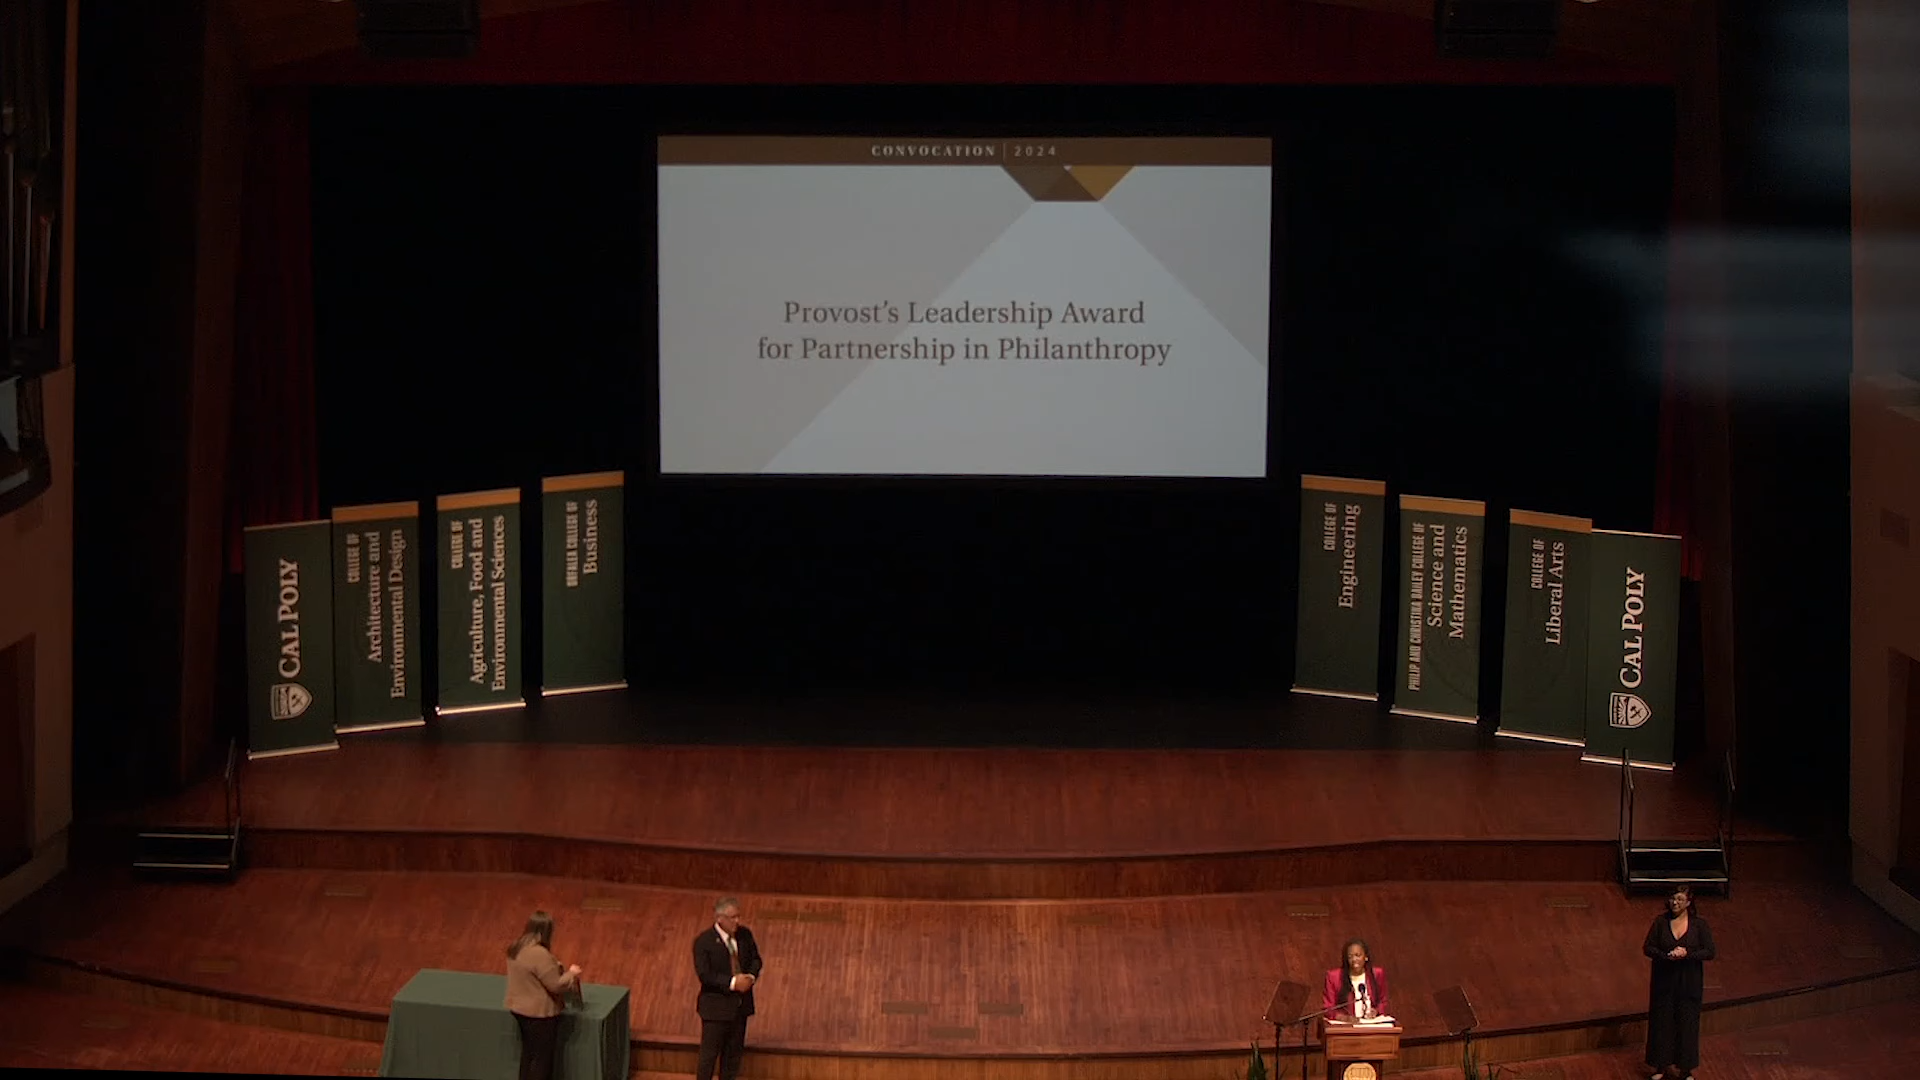 CONVOCATION | 2024
Provost's Leadership Award
for Partnership in Philanthropy
CAL POLY
COLLEGE OF
Architecture and
Environmental Design
COLLEGE OF
Agriculture, Food and
Environmental Sciences
ORFALEA COLLEGE OF
Business
COLLEGE OF
Engineering
PHILIP AND CHRISTINA BAILEY COLLEGE OF
Science and
Mathematics
COLLEGE OF
Liberal Arts
CAL POLY